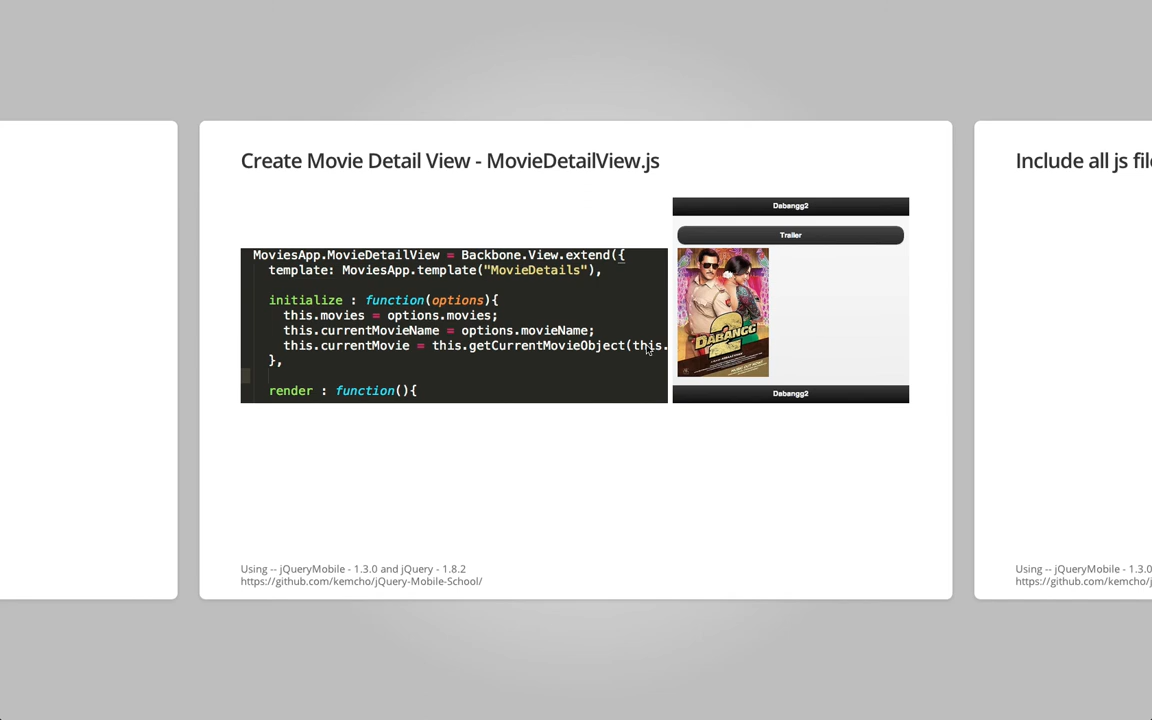 Create Movie Detail View - MovieDetailView.js
Include all js fil
MoviesApp.MovieDetailView = Backbone.View.extend({
template: MoviesApp.template("MovieDetails"),
initialize : function(options){
this.movies = options.movies;
this.currentMovieName = options.movieName;
this.currentMovie = this.getCurrentMovieObject(this.
},
render : function(){
Dabangg2
Trailer
DABANGG
2
Dabangg2
Using -- jQueryMobile - 1.3.0 and jQuery - 1.8.2
https://github.com/kemcho/jQuery-Mobile-School/
Using -- jQueryMobile - 1.3.0
https://github.com/kemcho/j